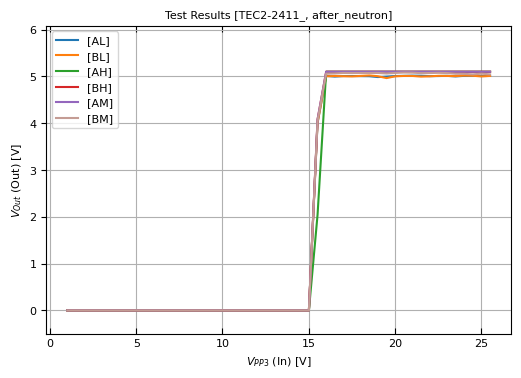 Test Results [TEC2-2411_, after_neutron]
[AL]
[BL]
[AH]
[BH]
[AM]
[BM]
V_Out (Out) [V]
6
5
4
3
2
1
0
0 5 10 15 20 25
V_PP3 (In) [V]